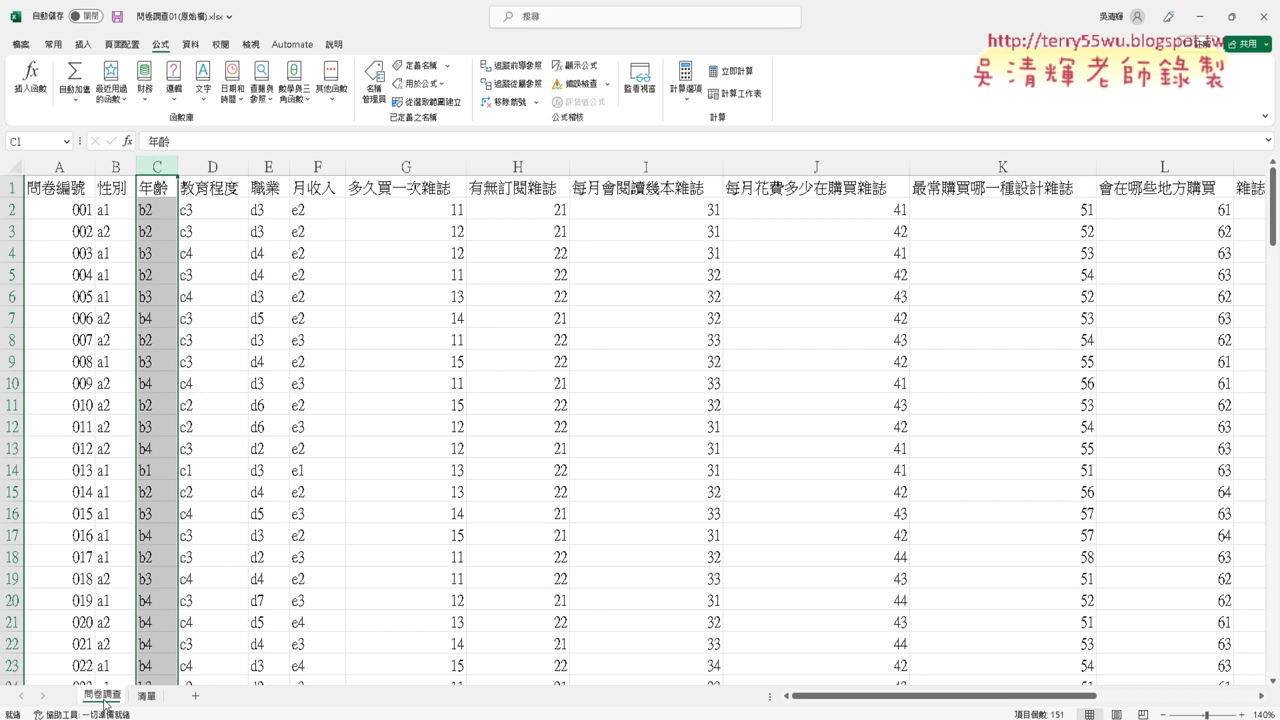 自動儲存 關閉 問卷調查01(原始檔).xlsx 搜尋 吳清輝
檔案 常用 插入 頁面配置 公式 資料 校閱 檢視 Automate 說明 共用
http://terry55wu.blogspot.tw
吳清輝老師錄製
插入函數 自動加總 最近用過的函數 財務 邏輯 文字 日期和時間 查閱與參照 數學與三角函數 其他函數 名稱管理員 定義名稱 用於公式 從選取範圍建立 追蹤前導參照 追蹤從屬參照 移除箭號 顯示公式 錯誤檢查 評估值公式 監看視窗 計算選項 立即計算 計算工作表
函數庫 已定義之名稱 公式稽核 計算
C1 fx 年齡
A B C D E F G H I J K L
1 問卷編號 性別 年齡 教育程度 職業 月收入 多久買一次雜誌 有無訂閱雜誌 每月會閱讀幾本雜誌 每月花費多少在購買雜誌 最常購買哪一種設計雜誌 會在哪些地方購買 雜誌
2 001 a1 b2 c3 d3 e2 11 21 31 41 51 61
3 002 a2 b2 c3 d3 e2 12 21 31 42 52 62
4 003 a1 b3 c4 d4 e2 12 22 31 41 53 63
5 004 a1 b2 c3 d4 e2 11 22 32 42 54 63
6 005 a1 b3 c4 d3 e2 13 22 32 43 52 62
7 006 a2 b4 c3 d5 e2 14 21 32 42 53 63
8 007 a2 b2 c3 d3 e3 11 22 33 43 54 62
9 008 a1 b3 c3 d4 e2 15 22 32 42 55 61
10 009 a2 b4 c4 d3 e3 11 21 33 41 56 63
11 010 a2 b2 c2 d6 e2 15 22 32 43 53 62
12 011 a2 b3 c2 d6 e3 12 22 31 42 54 63
13 012 a2 b4 c3 d2 e2 12 21 31 41 55 63
14 013 a1 b1 c1 d3 e1 13 22 31 41 51 63
15 014 a1 b2 c2 d4 e2 13 22 32 42 56 64
16 015 a1 b3 c4 d5 e3 14 21 33 43 57 63
17 016 a1 b4 c3 d3 e2 15 21 31 42 57 64
18 017 a1 b2 c3 d2 e3 11 22 32 44 58 63
19 018 a2 b3 c4 d4 e2 11 22 33 43 51 62
20 019 a1 b4 c3 d7 e3 12 21 31 44 52 62
21 020 a2 b4 c4 d5 e4 13 22 32 43 51 61
22 021 a2 b4 c3 d4 e3 14 21 33 44 53 63
23 022 a1 b4 c4 d3 e4 15 22 34 42 54 63
問卷調查 清單
就緒 協助工具: 一切準備就緒 項目個數: 151 140%